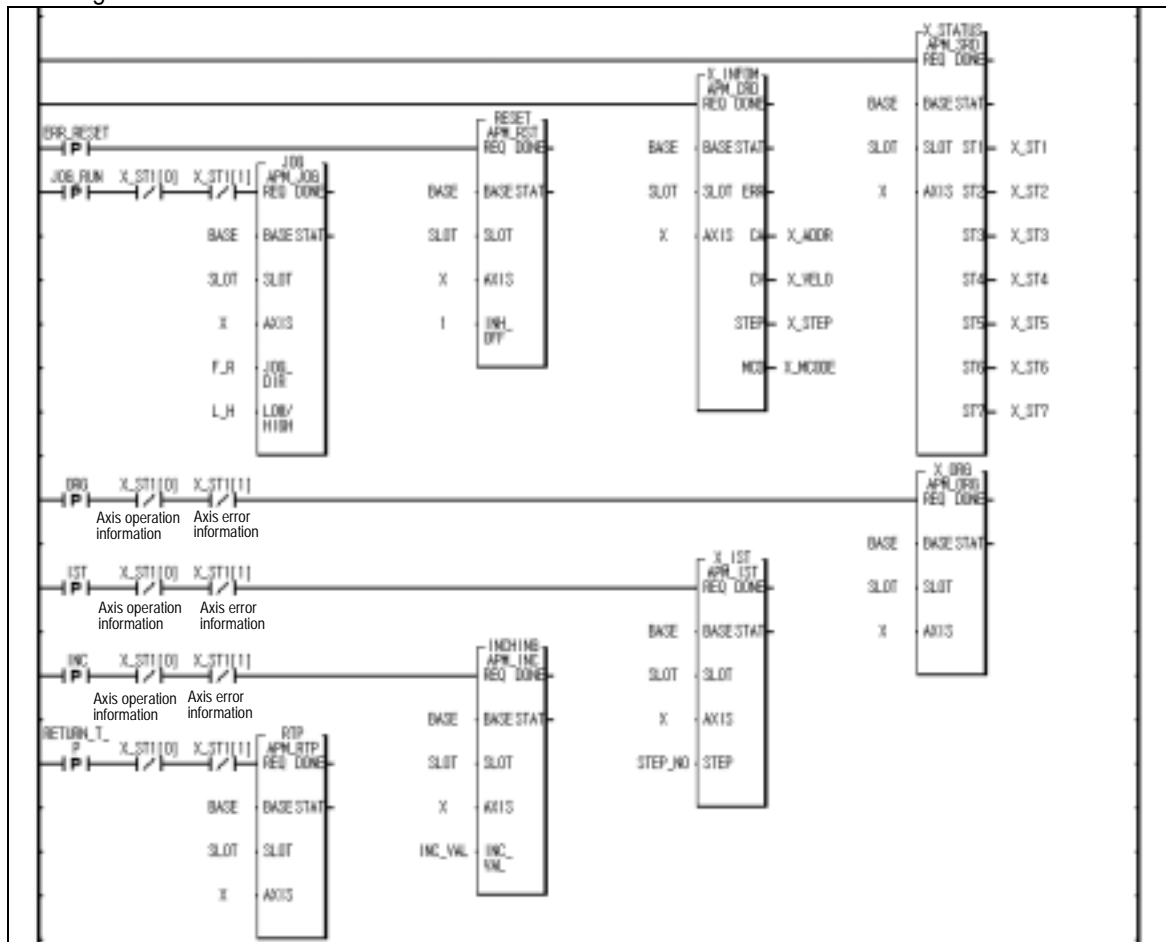 X_STATUS
APM_SRD
REQ DONE
X_INFOM
APM_CRD
REQ DONE
BASE BASE STAT
RESET
APM_RST
REQ DONE
ERR_RESET
P
BASE BASE STAT
SLOT SLOT ST1 X_ST1
JOG_RUN X_ST1[0] X_ST1[1]
P
JOG
APM_JOG
REQ DONE
BASE BASE STAT
SLOT SLOT ERR
X AXIS ST2 X_ST2
BASE BASE STAT
SLOT SLOT
X AXIS CA X_ADDR
ST3 X_ST3
SLOT SLOT
X AXIS
CV X_VELO
ST4 X_ST4
X AXIS
1 INH_
OFF
STEP X_STEP
ST5 X_ST5
F_R JOG_
DIR
MCD X_MCODE
ST6 X_ST6
L_H LOW/
HIGH
ST7 X_ST7
ORG X_ST1[0] X_ST1[1]
P
X_ORG
APM_ORG
REQ DONE
Axis operation
information
Axis error
information
BASE BASE STAT
IST X_ST1[0] X_ST1[1]
P
X_IST
APM_IST
REQ DONE
SLOT SLOT
Axis operation
information
Axis error
information
BASE BASE STAT
X AXIS
INC X_ST1[0] X_ST1[1]
P
INCHING
APM_INC
REQ DONE
SLOT SLOT
Axis operation
information
Axis error
information
BASE BASE STAT
X AXIS
RETURN_T_
P X_ST1[0] X_ST1[1]
P
RTP
APM_RTP
REQ DONE
SLOT SLOT
STEP_NO STEP
BASE BASE STAT
X AXIS
SLOT SLOT
INC_VAL INC_
VAL
X AXIS